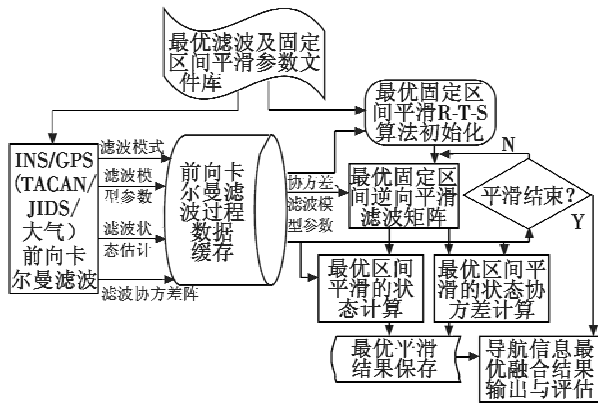 最优滤波及固定
区间平滑参数文
件库
最优固定区
间平滑R-T-S
算法初始化
INS/GPS
(TACAN/
JIDS/
大气)
前向卡
尔曼滤波
滤波模式
滤波模
型参数
滤波状
态估计
滤波协方差阵
前向卡
尔曼滤
波过程
数据
缓存
协方差
滤波模
型参数
最优固定区
间逆向平滑
滤波矩阵
N
平滑结束?
Y
最优区间
平滑的状
态计算
最优区间平
滑的状态协
方差计算
最优平滑
结果保存
导航信息最
优融合结果
输出与评估